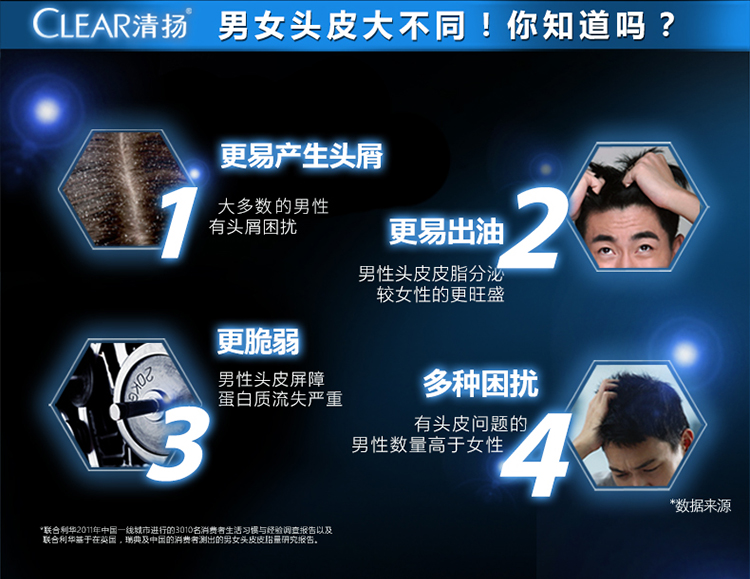 CLEAR清扬® 男女头皮大不同！你知道吗？
更易产生头屑
大多数的男性
有头屑困扰
1
2
更易出油
男性头皮皮脂分泌
较女性的更旺盛
更脆弱
男性头皮屏障
蛋白质流失严重
20KG
3
多种困扰
有头皮问题的
男性数量高于女性
4
*数据来源
*联合利华2011年中国一线城市进行的3010名消费者生活习惯与经验调查报告以及
联合利华基于在英国，瑞典及中国的消费者测出的男女头皮皮脂量研究报告。